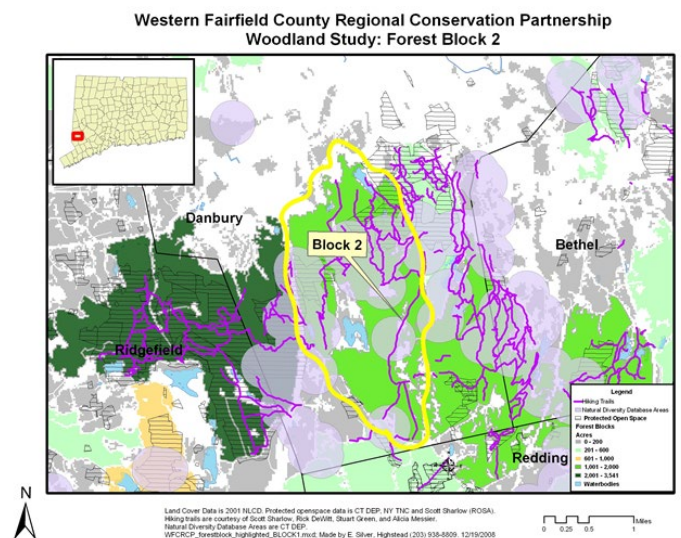 Western Fairfield County Regional Conservation Partnership
Woodland Study: Forest Block 2
Danbury
Block 2
Bethel
Ridgefield
Redding
Legend
Hiking Trails
Natural Diversity Database Areas
Protected Open Space
Forest Blocks
Acres
0 - 200
201 - 600
601 - 1,000
1,001 - 2,000
2,001 - 3,541
Waterbodies
N
Land Cover Data is 2001 NLCD. Protected openspace data is CT DEP, NY TNC and Scott Sharlow (ROSA).
Hiking trails are courtesy of Scott Sharlow, Rick DeWitt, Stuart Green, and Alicia Messier.
Natural Diversity Database Areas are CT DEP.
WFCRCP_forestblock_highlighted_BLOCK1.mxd; Made by E. Silver, Highstead (203) 938-8809. 12/19/2008
0 0.25 0.5 1 Miles